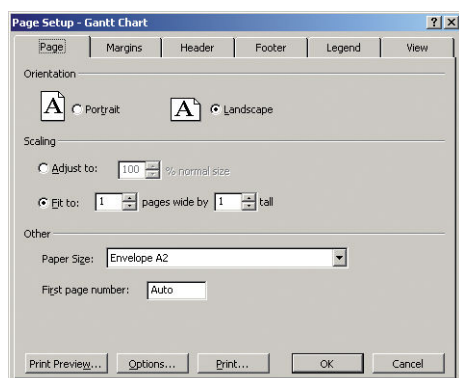 Page Setup - Gantt Chart
Page Margins Header Footer Legend View
Orientation
A Portrait A Landscape
Scaling
Adjust to: 100 % normal size
Fit to: 1 pages wide by 1 tall
Other
Paper Size: Envelope A2
First page number: Auto
Print Preview... Options... Print... OK Cancel